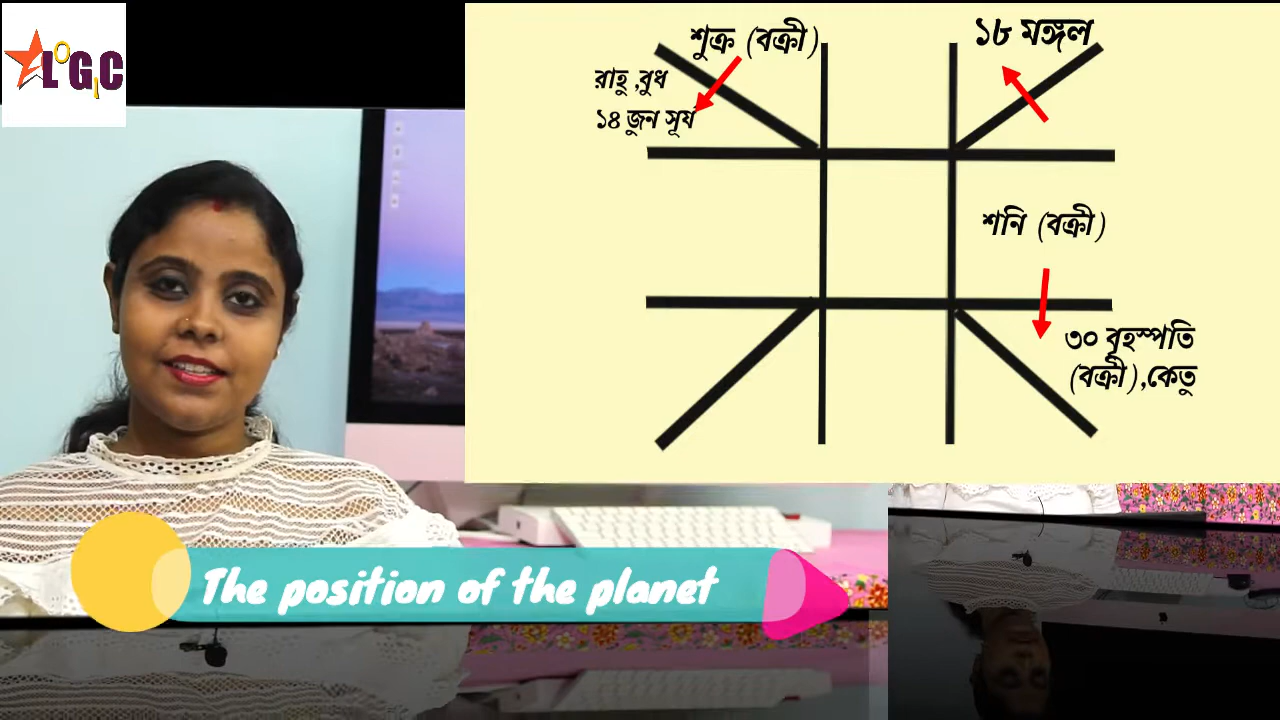 LOGIC
শুক্র (বক্রী)
রাহু ,বুধ
১৪ জুন সূর্য
১৮ মঙ্গল
শনি (বক্রী)
৩০ বৃহস্পতি
(বক্রী),কেতু
The position of the planet